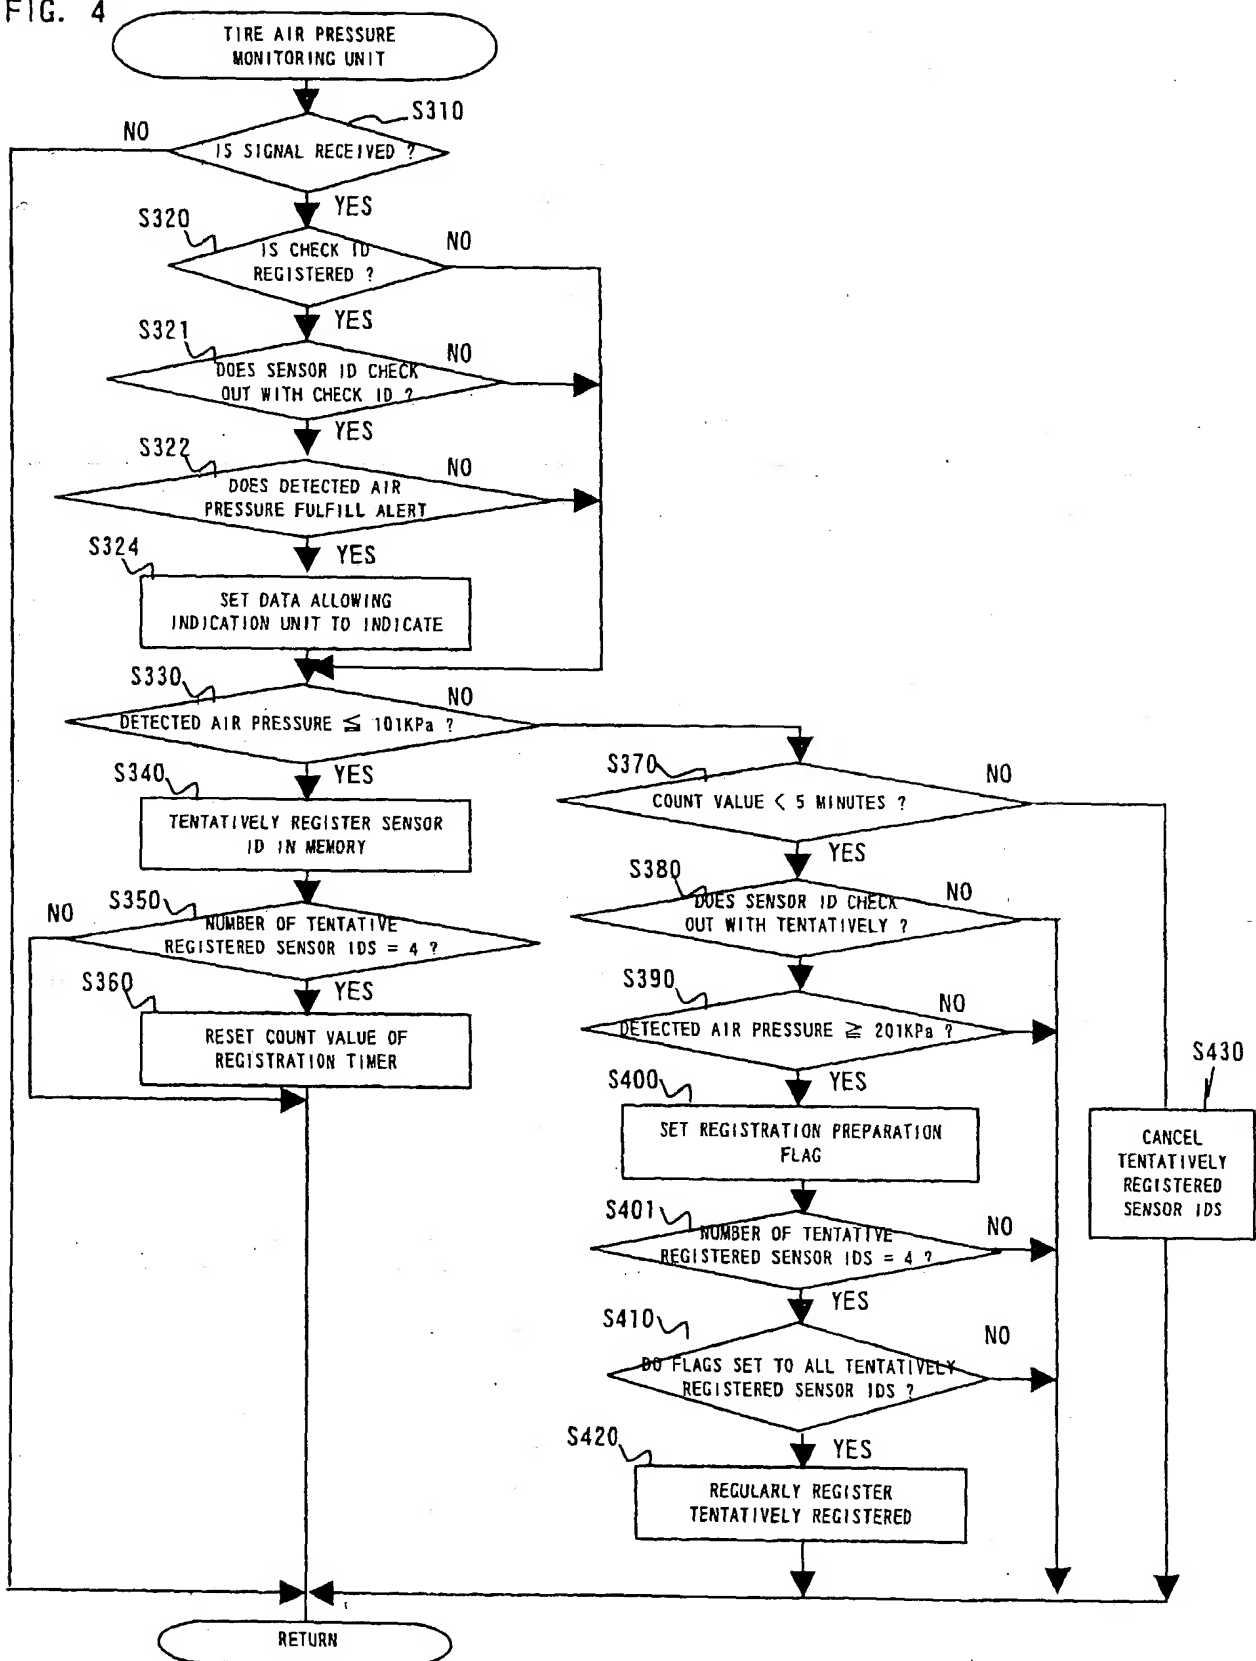 FIG. 4
TIRE AIR PRESSURE
MONITORING UNIT
S310
NO
IS SIGNAL RECEIVED ?
YES
S320
IS CHECK ID
REGISTERED ?
NO
YES
S321
DOES SENSOR ID CHECK
OUT WITH CHECK ID ?
NO
YES
S322
DOES DETECTED AIR
PRESSURE FULFILL ALERT
NO
YES
S324
SET DATA ALLOWING
INDICATION UNIT TO INDICATE
S330
DETECTED AIR PRESSURE ≦ 101KPa ?
NO
YES
S340
TENTATIVELY REGISTER SENSOR
ID IN MEMORY
S350
NO
NUMBER OF TENTATIVE
REGISTERED SENSOR IDS = 4 ?
YES
S360
RESET COUNT VALUE OF
REGISTRATION TIMER
S370
COUNT VALUE < 5 MINUTES ?
NO
YES
S380
DOES SENSOR ID CHECK
OUT WITH TENTATIVELY ?
NO
S390
DETECTED AIR PRESSURE ≧ 201KPa ?
NO
YES
S400
SET REGISTRATION PREPARATION
FLAG
S401
NUMBER OF TENTATIVE
REGISTERED SENSOR IDS = 4 ?
NO
YES
S410
DO FLAGS SET TO ALL TENTATIVELY
REGISTERED SENSOR IDS ?
NO
YES
S420
REGULARLY REGISTER
TENTATIVELY REGISTERED
S430
CANCEL
TENTATIVELY
REGISTERED
SENSOR IDS
RETURN